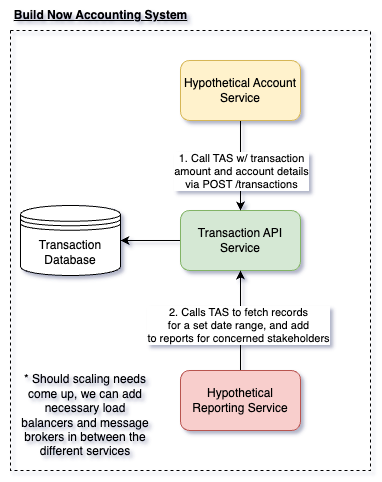 Build Now Accounting System
Hypothetical Account
Service
1. Call TAS w/ transaction
amount and account details
via POST /transactions
Transaction API
Service
Transaction
Database
2. Calls TAS to fetch records
for a set date range, and add
to reports for concerned stakeholders
* Should scaling needs
come up, we can add
necessary load
balancers and message
brokers in between the
different services
Hypothetical
Reporting Service